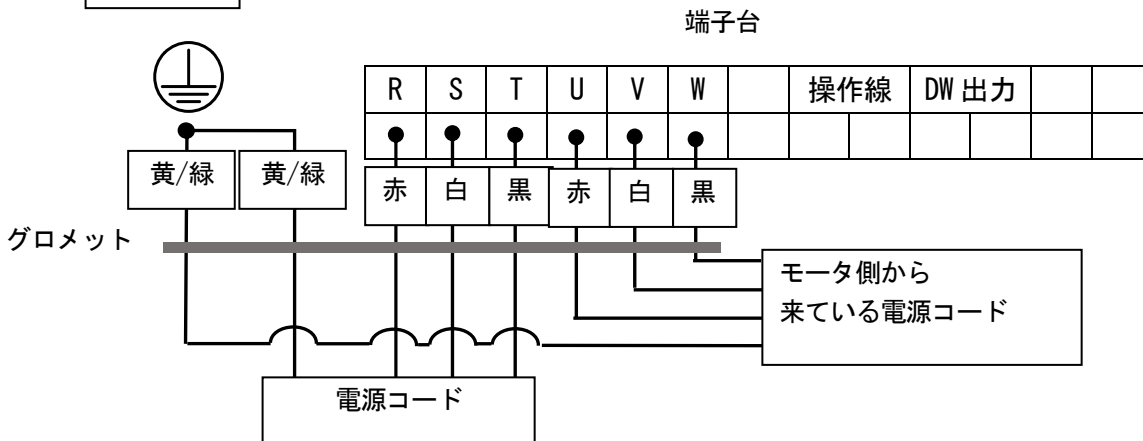 端子台
R S T U V W 操作線 DW出力
黄/緑 黄/緑 赤 白 黒 赤 白 黒
グロメット
モータ側から
来ている電源コード
電源コード